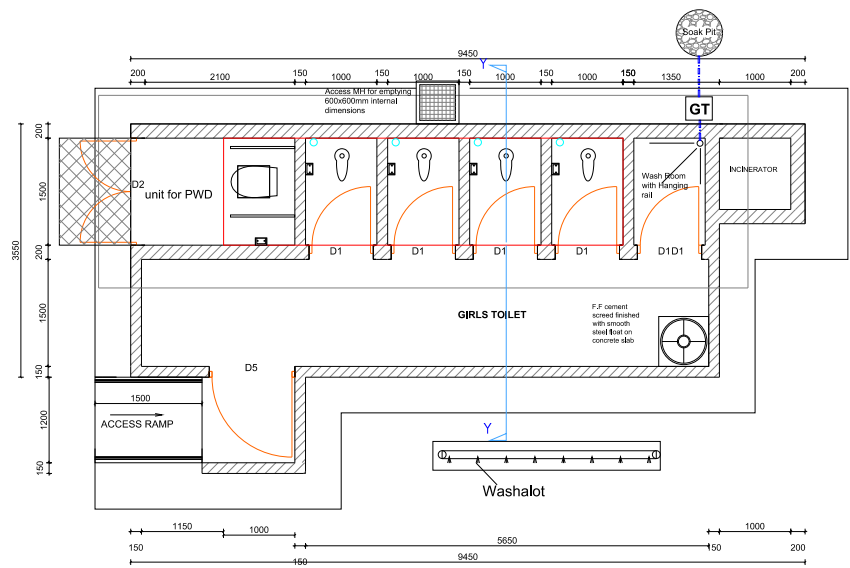 Soak Pit
9450
Y
200
2100
150
1000
150
1000
150
1000
150
1000
150
1350
1000
200
Access MH for emptying
600x600mm internal
dimensions
GT
200
1500
200
3550
1500
150
1200
150
D2
unit for PWD
Wash Room
with Hanging
rail
INCINERATOR
D1
D1
D1
D1
D1D1
GIRLS TOILET
F.F cement
screed finished
with smooth
steel float on
concrete slab
D5
1500
ACCESS RAMP
Y
Washalot
1150
1000
5650
1000
150
150
150
200
9450